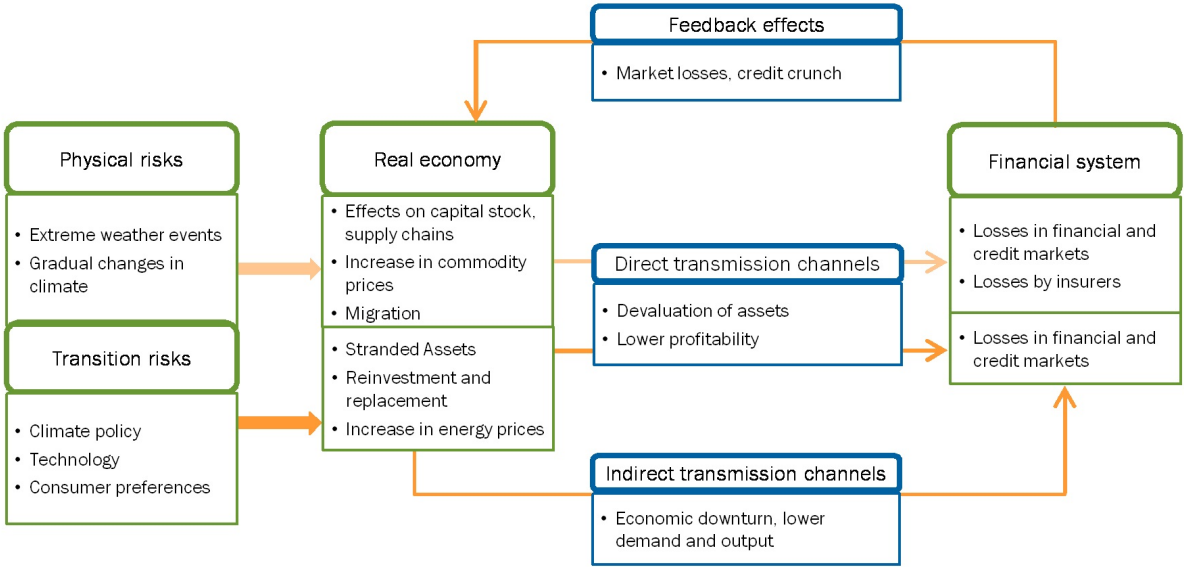 Feedback effects
• Market losses, credit crunch
Physical risks
• Extreme weather events
• Gradual changes in
climate
Transition risks
• Climate policy
• Technology
• Consumer preferences
Real economy
• Effects on capital stock,
supply chains
• Increase in commodity
prices
• Migration
• Stranded Assets
• Reinvestment and
replacement
• Increase in energy prices
Direct transmission channels
• Devaluation of assets
• Lower profitability
Indirect transmission channels
• Economic downturn, lower
demand and output
Financial system
• Losses in financial and
credit markets
• Losses by insurers
• Losses in financial and
credit markets